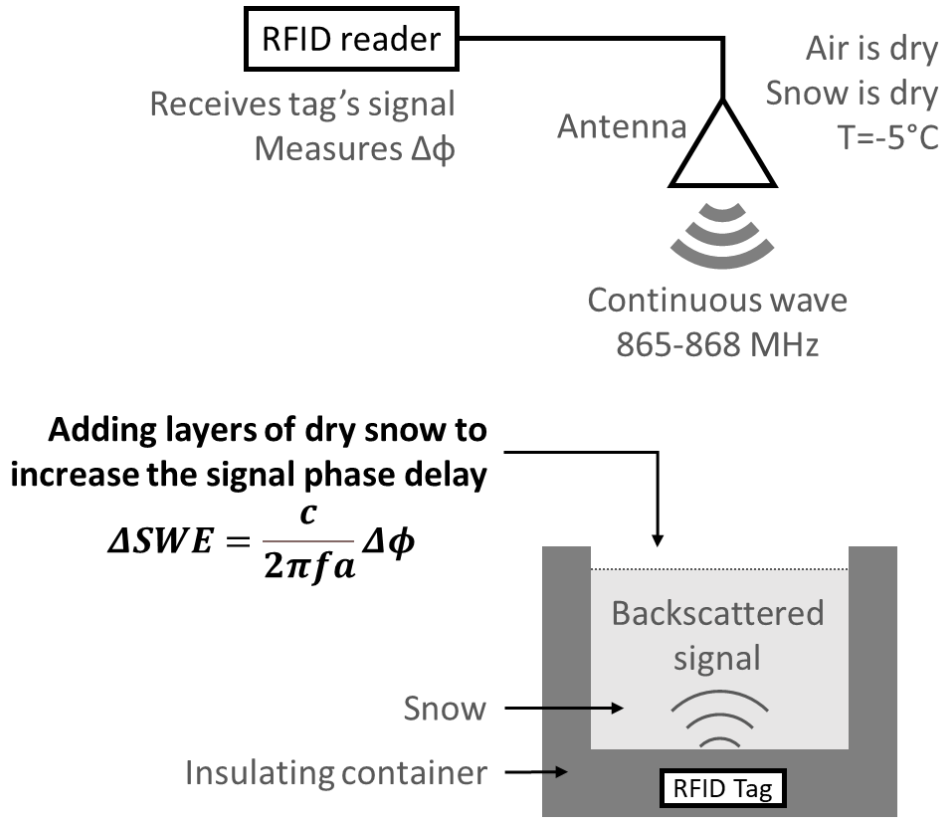 RFID reader
Receives tag's signal
Measures Δϕ
Antenna
Air is dry
Snow is dry
T=-5°C
Continuous wave
865-868 MHz
Adding layers of dry snow to
increase the signal phase delay
ΔSWE = c / 2πfa Δϕ
Backscattered
signal
Snow
Insulating container
RFID Tag